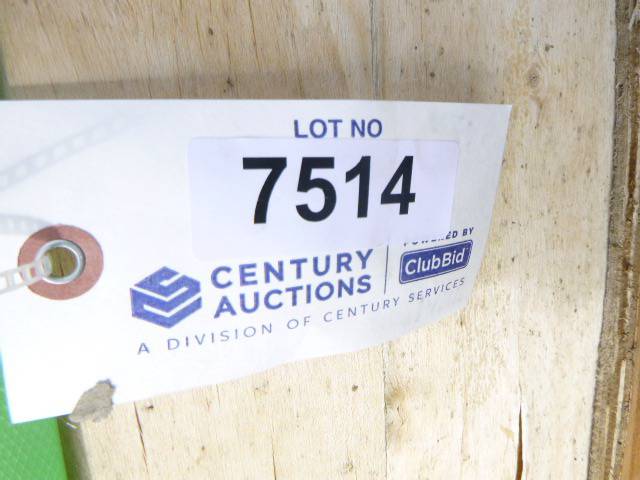 LOT NO
7514
CENTURY
AUCTIONS
POWERED BY
ClubBid
A DIVISION OF CENTURY SERVICES